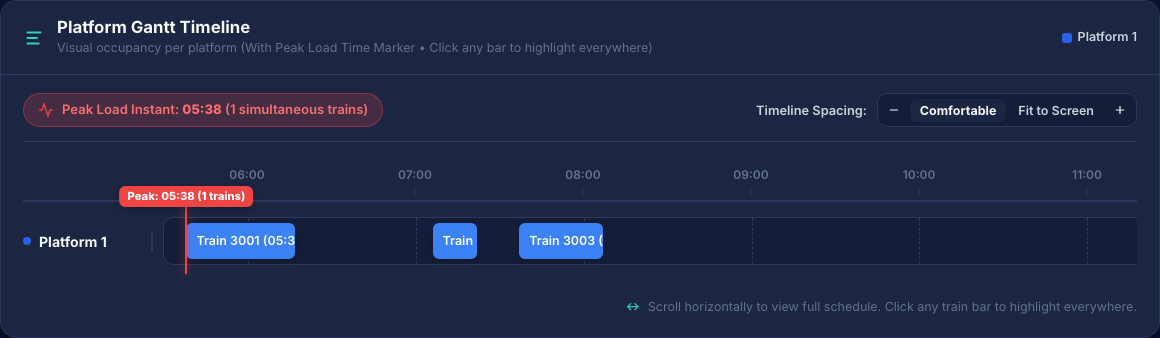 Platform Gantt Timeline
Visual occupancy per platform (With Peak Load Time Marker • Click any bar to highlight everywhere)
Platform 1
Peak Load Instant: 05:38 (1 simultaneous trains)
Timeline Spacing:
− Comfortable Fit to Screen +
06:00 07:00 08:00 09:00 10:00 11:00
Peak: 05:38 (1 trains)
Platform 1
Train 3001 (05:3
Train
Train 3003 (
Scroll horizontally to view full schedule. Click any train bar to highlight everywhere.